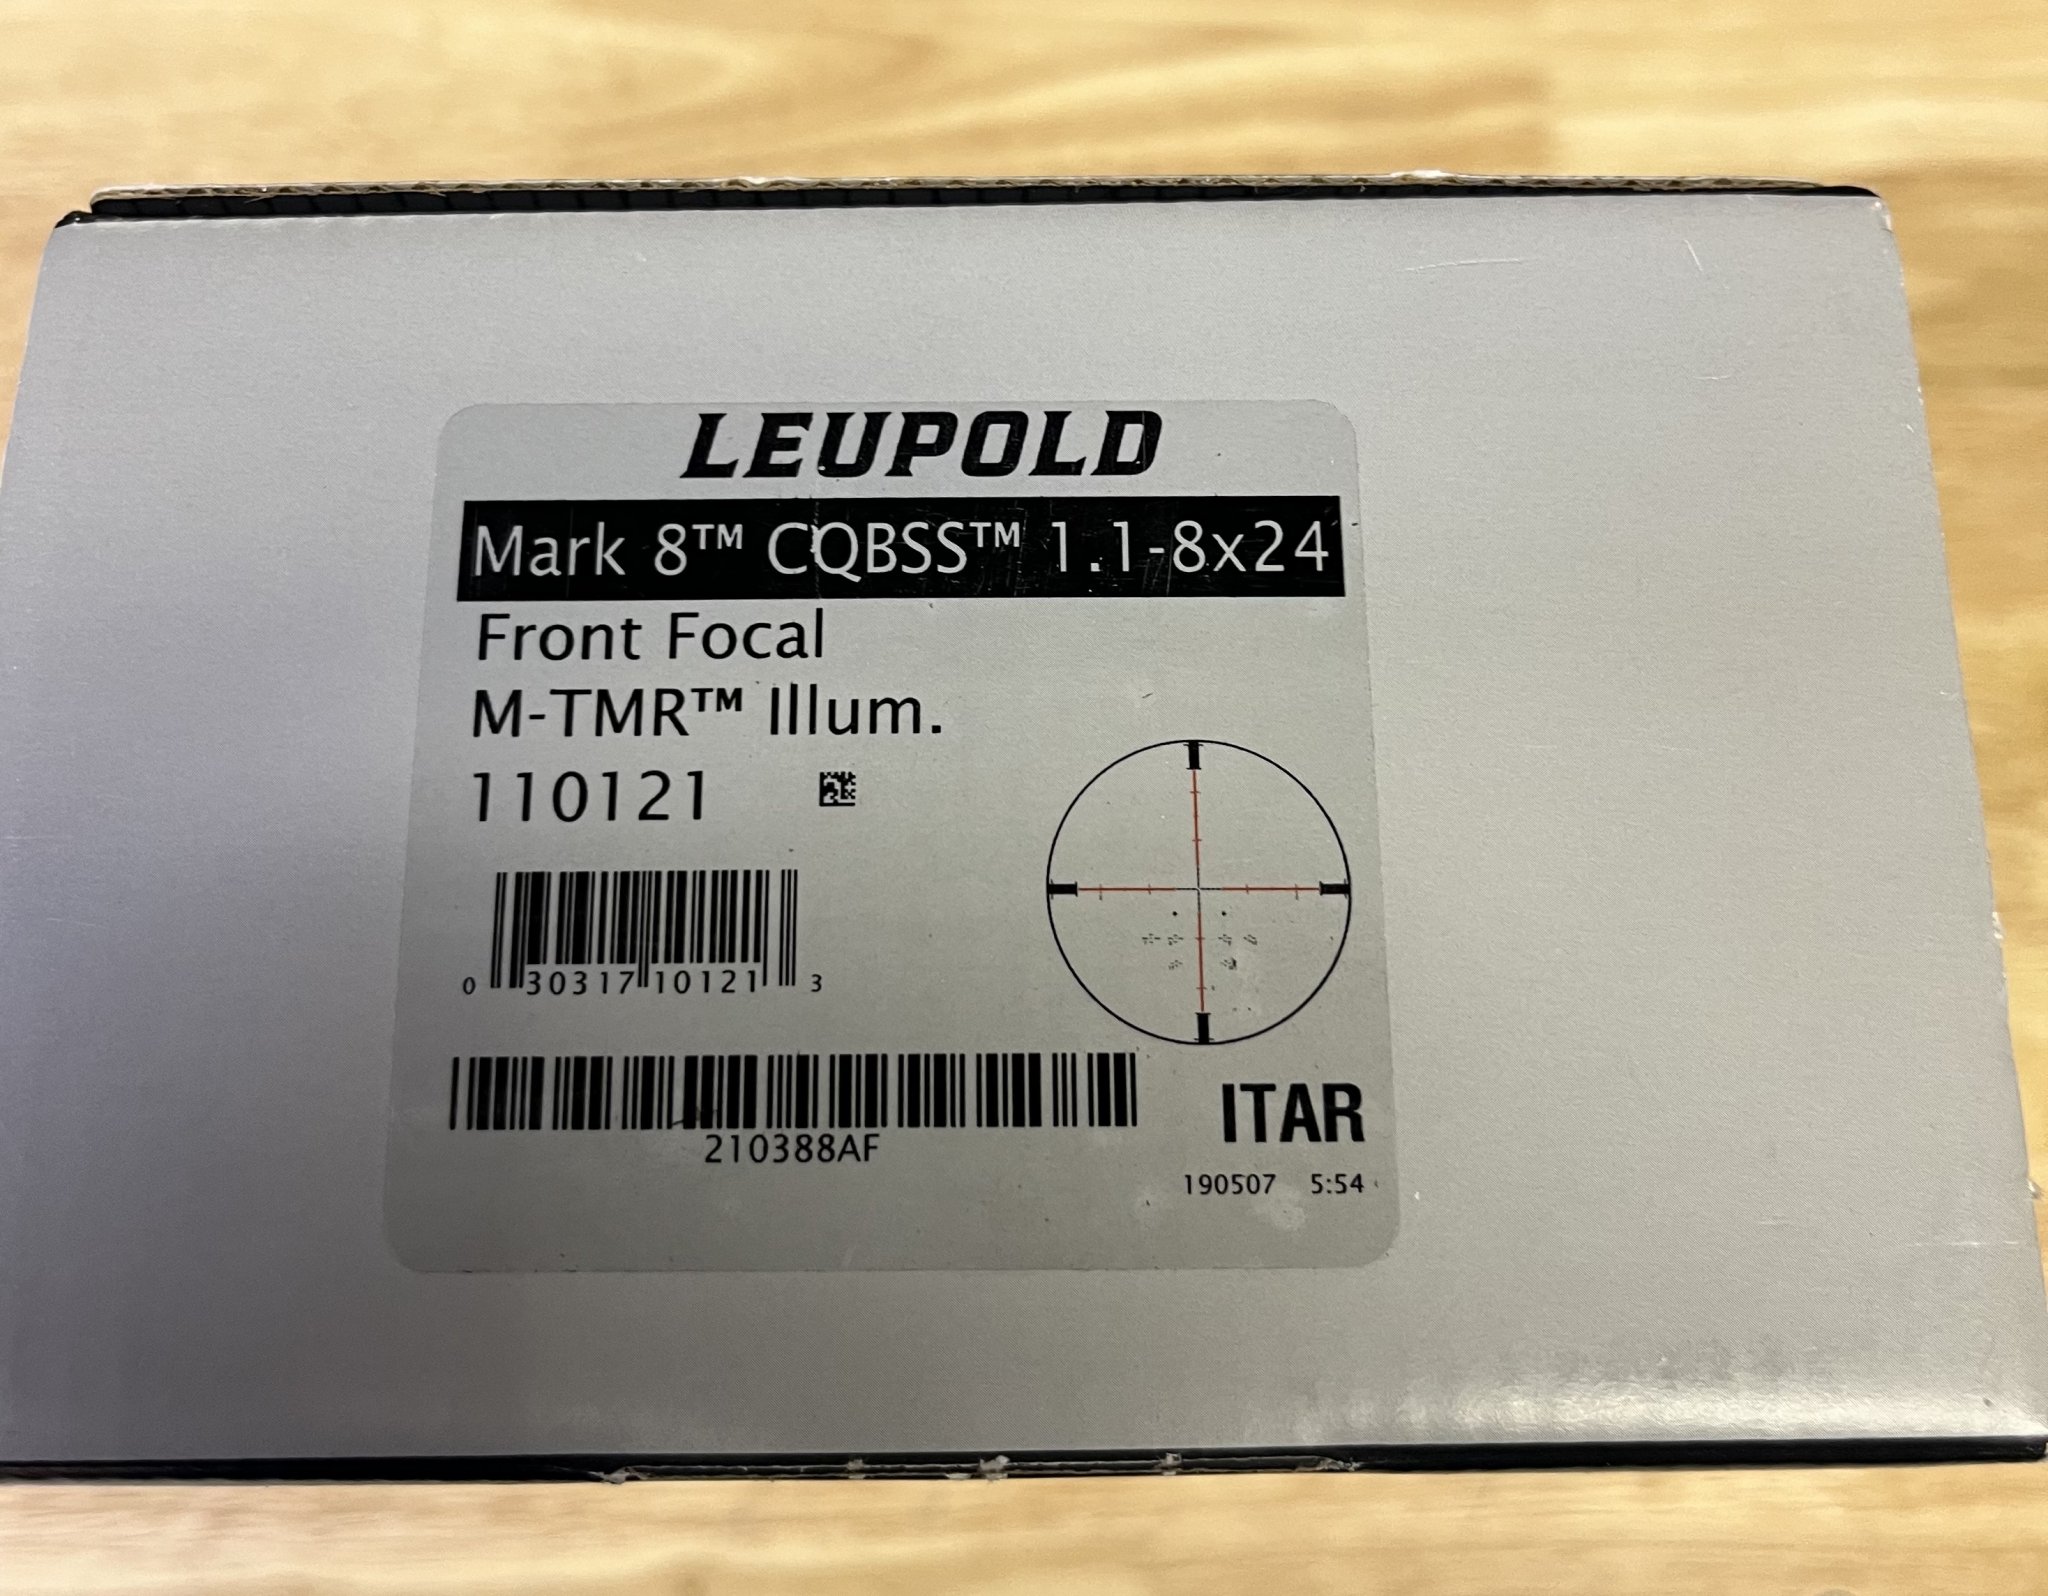 LEUPOLD
Mark 8™ CQBSS™ 1.1-8x24
Front Focal
M-TMR™ Illum.
110121
0 30317 10121 3
210388AF
ITAR
190507 5:54